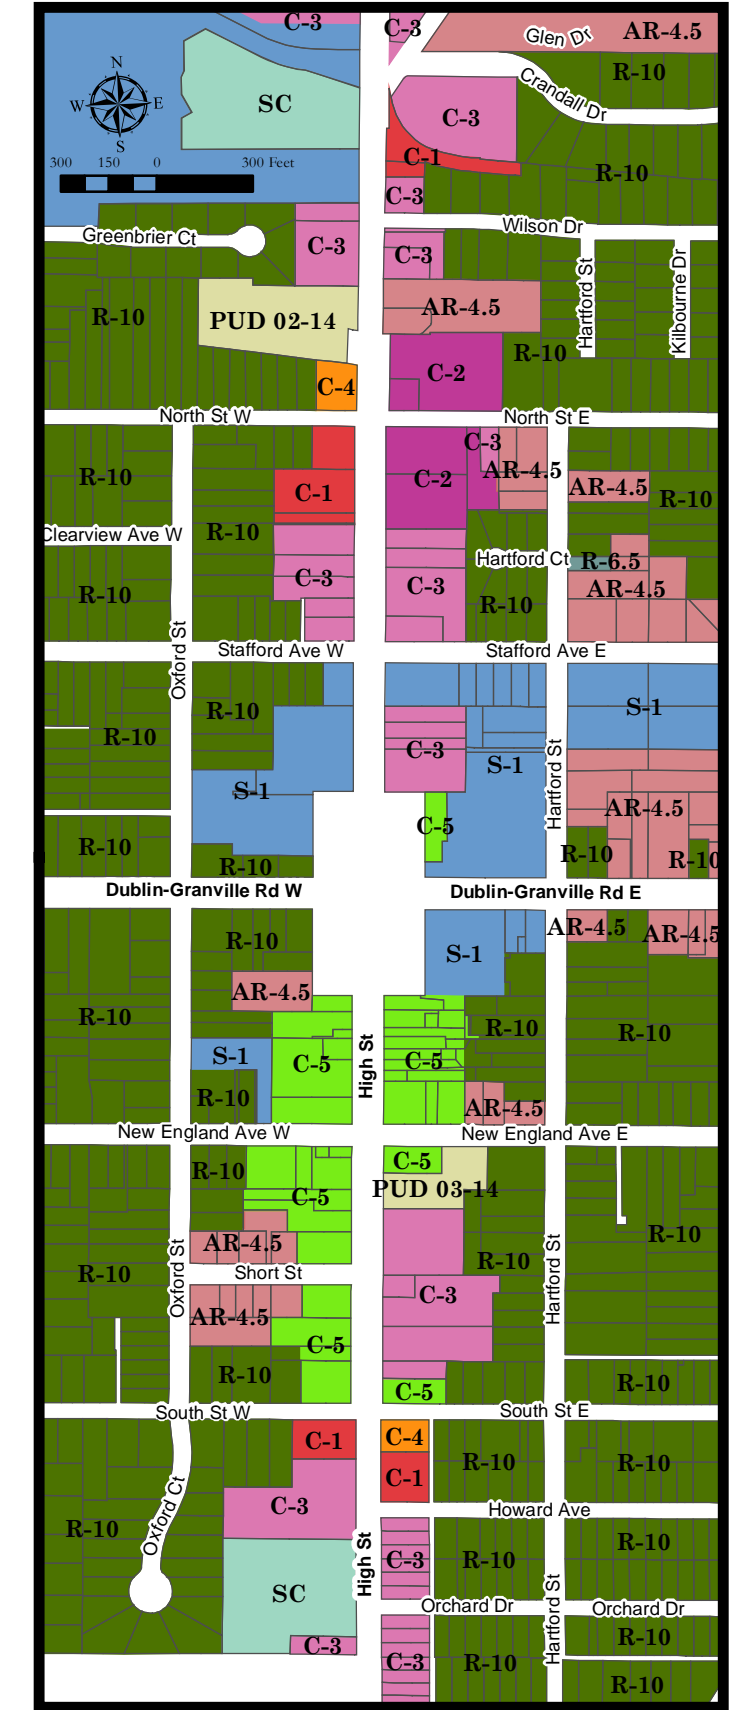 C-3
C-3
Glen Dr
AR-4.5
R-10
N
W
E
S
SC
Crandall Dr
C-3
C-1
R-10
300 150 0 300 Feet
C-3
Wilson Dr
Greenbrier Ct
C-3
C-3
Hartford St
Kilbourne Dr
R-10
PUD 02-14
AR-4.5
R-10
C-4
C-2
North St W
North St E
R-10
C-1
C-2
C-3
AR-4.5
AR-4.5
R-10
Clearview Ave W
R-10
Hartford Ct
R-6.5
R-10
C-3
C-3
R-10
AR-4.5
Oxford St
Stafford Ave W
Stafford Ave E
R-10
R-10
C-3
S-1
S-1
Hartford St
S-1
C-5
AR-4.5
R-10
R-10
R-10
R-10
Dublin-Granville Rd W
Dublin-Granville Rd E
R-10
S-1
AR-4.5
AR-4.5
R-10
AR-4.5
R-10
R-10
S-1
C-5
High St
C-5
R-10
AR-4.5
New England Ave W
New England Ave E
R-10
C-5
C-5
PUD 03-14
R-10
AR-4.5
R-10
R-10
Oxford St
Short St
Hartford St
AR-4.5
C-3
C-5
R-10
C-5
R-10
South St W
South St E
C-1
C-4
R-10
R-10
C-1
C-3
Oxford Ct
Howard Ave
R-10
High St
C-3
R-10
R-10
SC
Orchard Dr
Orchard Dr
Hartford St
C-3
C-3
R-10
R-10
R-10